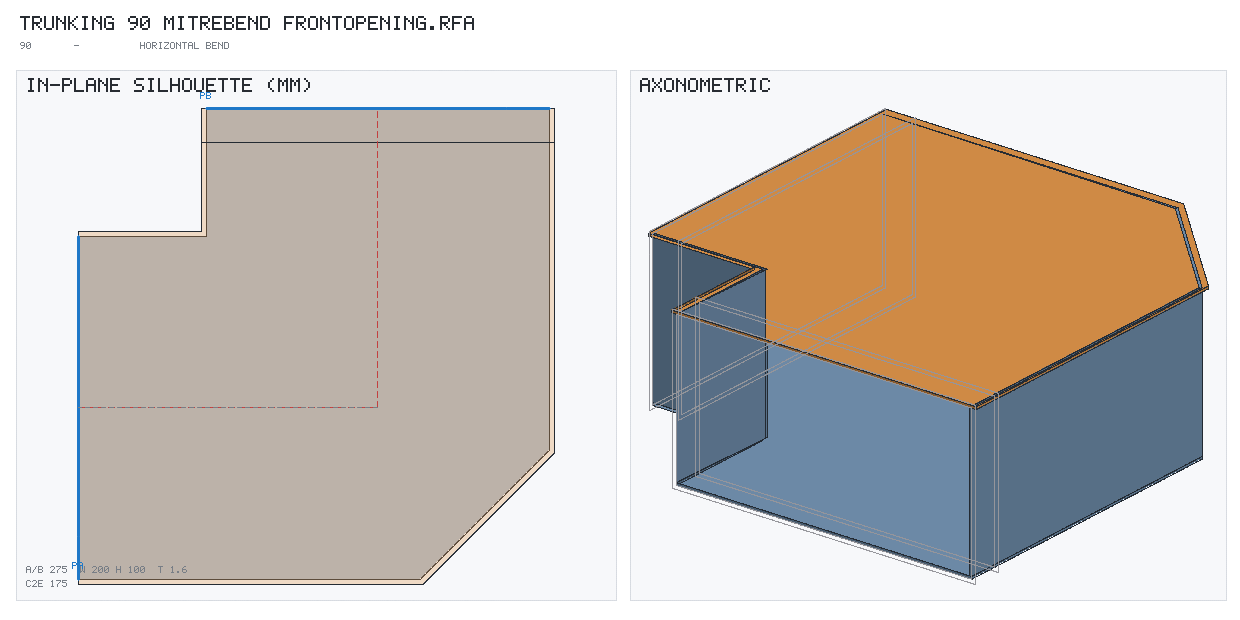 TRUNKING 90 MITREBEND FRONTOPENING.RFA
90 - HORIZONTAL BEND
IN-PLANE SILHOUETTE (MM)
PB
A/B 275 200 H 100 T 1.6
C2E 175
AXONOMETRIC